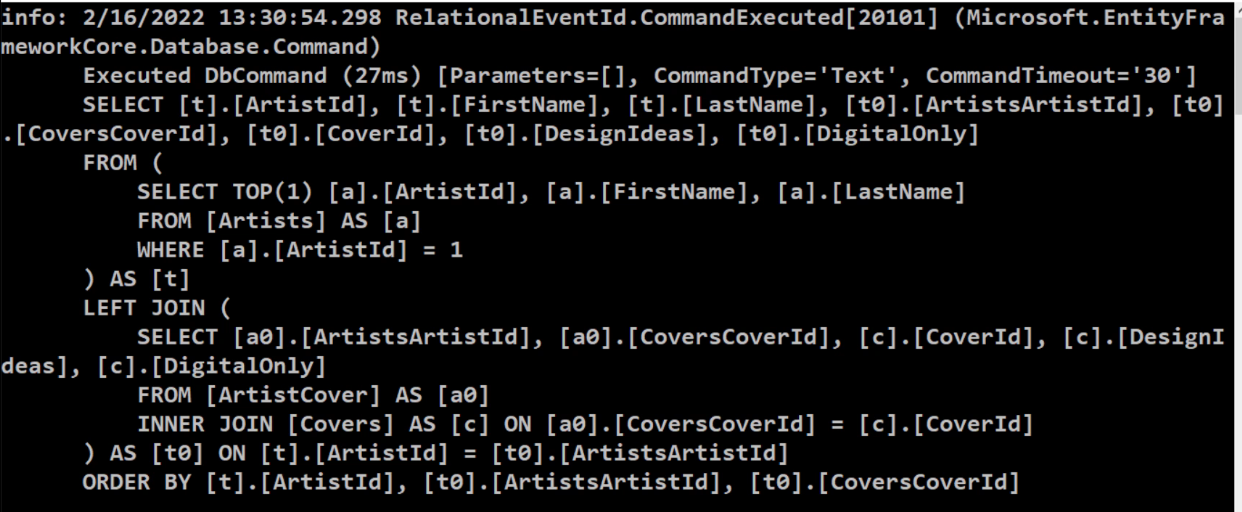 info: 2/16/2022 13:30:54.298 RelationalEventId.CommandExecuted[20101] (Microsoft.EntityFra
meworkCore.Database.Command)
      Executed DbCommand (27ms) [Parameters=[], CommandType='Text', CommandTimeout='30']
      SELECT [t].[ArtistId], [t].[FirstName], [t].[LastName], [t0].[ArtistsArtistId], [t0]
.[CoversCoverId], [t0].[CoverId], [t0].[DesignIdeas], [t0].[DigitalOnly]
      FROM (
          SELECT TOP(1) [a].[ArtistId], [a].[FirstName], [a].[LastName]
          FROM [Artists] AS [a]
          WHERE [a].[ArtistId] = 1
      ) AS [t]
      LEFT JOIN (
          SELECT [a0].[ArtistsArtistId], [a0].[CoversCoverId], [c].[CoverId], [c].[DesignI
deas], [c].[DigitalOnly]
          FROM [ArtistCover] AS [a0]
          INNER JOIN [Covers] AS [c] ON [a0].[CoversCoverId] = [c].[CoverId]
      ) AS [t0] ON [t].[ArtistId] = [t0].[ArtistsArtistId]
      ORDER BY [t].[ArtistId], [t0].[ArtistsArtistId], [t0].[CoversCoverId]